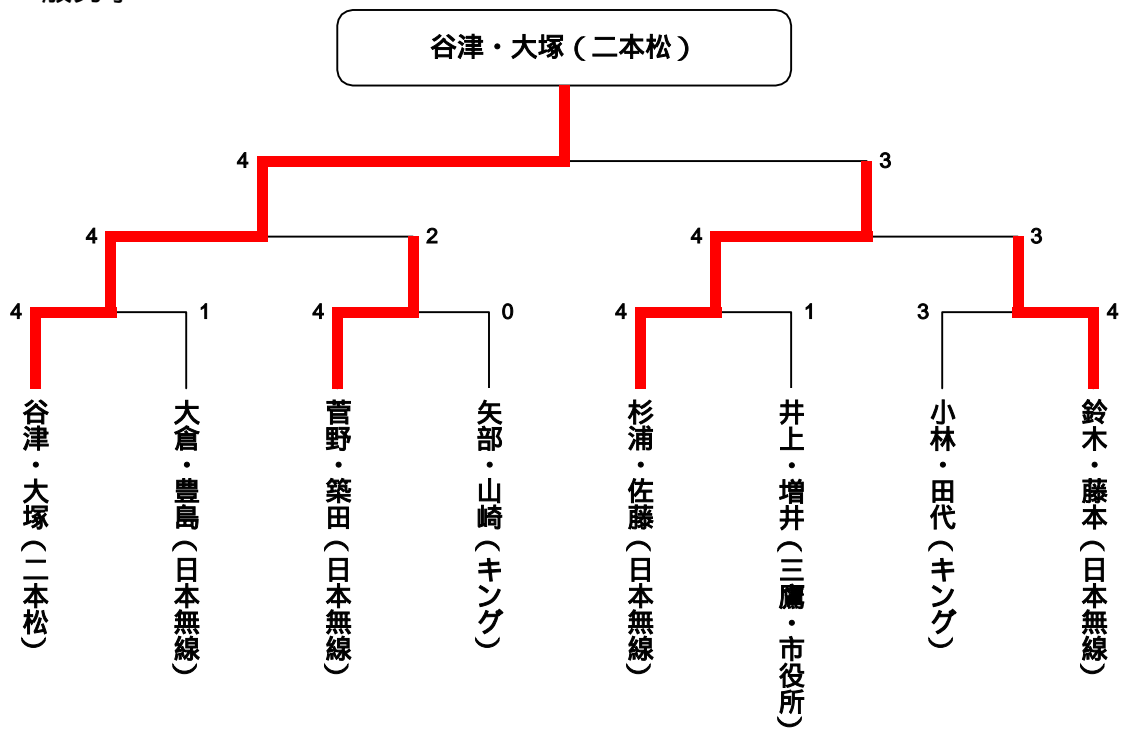 谷津・大塚（二本松）
4
3
4
2
4
3
4
1
4
0
4
1
3
4
谷津・大塚（二本松）
大倉・豊島（日本無線）
菅野・築田（日本無線）
矢部・山崎（キング）
杉浦・佐藤（日本無線）
井上・増井（三鷹・市役所）
小林・田代（キング）
鈴木・藤本（日本無線）